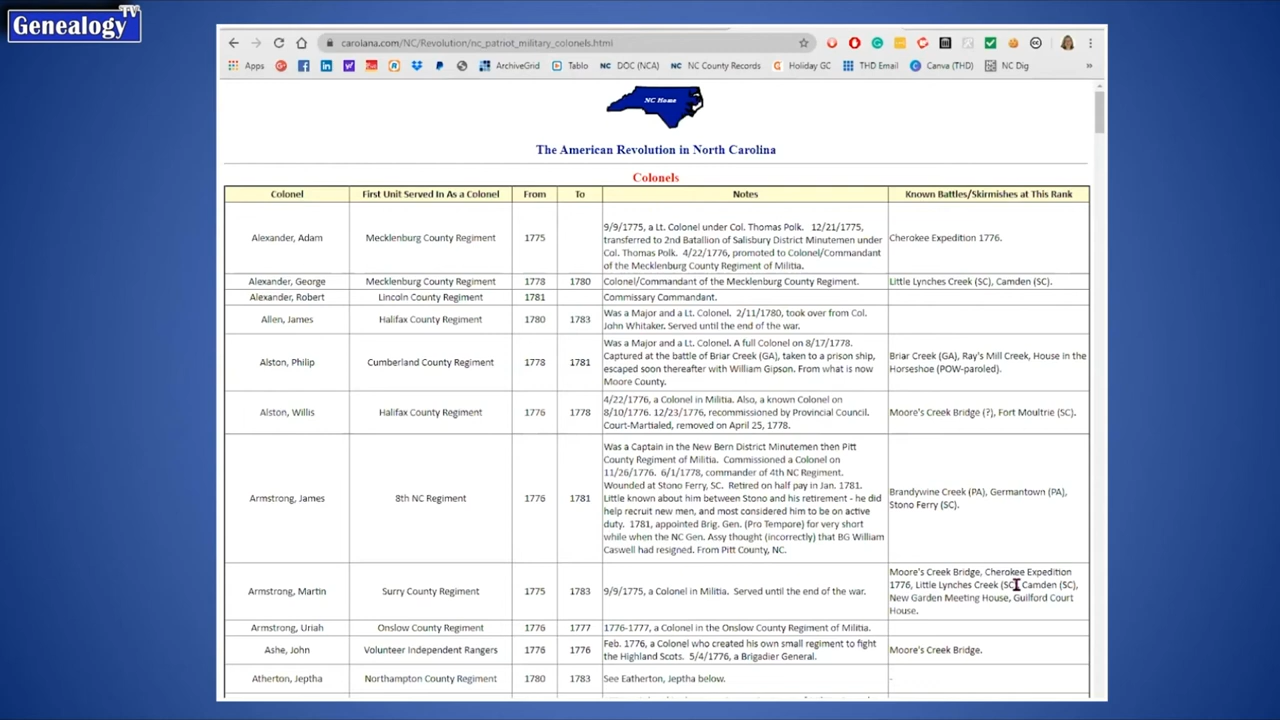 Genealogy TV
carolana.com/NC/Revolution/nc_patriot_military_colonels.html
Apps ArchiveGrid Tablo DOC (NCA) NC County Records Holiday GC THD Email Canva (THD) NC Dig »
NC Home
The American Revolution in North Carolina
Colonels
Colonel First Unit Served In As a Colonel From To Notes Known Battles/Skirmishes at This Rank
Alexander, Adam Mecklenburg County Regiment 1775
9/9/1775, a Lt. Colonel under Col. Thomas Polk. 12/21/1775,
transferred to 2nd Batallion of Salisbury District Minutemen under
Col. Thomas Polk. 4/22/1776, promoted to Colonel/Commandant
of the Mecklenburg County Regiment of Militia.
Cherokee Expedition 1776.
Alexander, George Mecklenburg County Regiment 1778 1780 Colonel/Commandant of the Mecklenburg County Regiment. Little Lynches Creek (SC), Camden (SC).
Alexander, Robert Lincoln County Regiment 1781 Commissary Commandant.
Allen, James Halifax County Regiment 1780 1783
Was a Major and a Lt. Colonel. 2/11/1780, took over from Col.
John Whitaker. Served until the end of the war.
Alston, Philip Cumberland County Regiment 1778 1781
Was a Major and a Lt. Colonel. A full Colonel on 8/17/1778.
Captured at the battle of Briar Creek (GA), taken to a prison ship,
escaped soon thereafter with William Gipson. From what is now
Moore County.
Briar Creek (GA), Ray's Mill Creek, House in the
Horseshoe (POW-paroled).
Alston, Willis Halifax County Regiment 1776 1778
4/22/1776, a Colonel in Militia. Also, a known Colonel on
8/10/1776. 12/23/1776, recommissioned by Provincial Council.
Court-Martialed, removed on April 25, 1778.
Moore's Creek Bridge (?), Fort Moultrie (SC).
Armstrong, James 8th NC Regiment 1776 1781
Was a Captain in the New Bern District Minutemen then Pitt
County Regiment of Militia. Commissioned a Colonel on
11/26/1776. 6/1/1778, commander of 4th NC Regiment.
Wounded at Stono Ferry, SC. Retired on half pay in Jan. 1781.
Little known about him between Stono and his retirement - he did
help recruit new men, and most considered him to be on active
duty. 1781, appointed Brig. Gen. (Pro Tempore) for very short
while when the NC Gen. Assy thought (incorrectly) that BG William
Caswell had resigned. From Pitt County, NC.
Brandywine Creek (PA), Germantown (PA),
Stono Ferry (SC).
Armstrong, Martin Surry County Regiment 1775 1783 9/9/1775, a Colonel in Militia. Served until the end of the war.
Moore's Creek Bridge, Cherokee Expedition
1776, Little Lynches Creek (SC), Camden (SC),
New Garden Meeting House, Guilford Court
House.
Armstrong, Uriah Onslow County Regiment 1776 1777 1776-1777, a Colonel in the Onslow County Regiment of Militia.
Ashe, John Volunteer Independent Rangers 1776 1776
Feb. 1776, a Colonel who created his own small regiment to fight
the Highland Scots. 5/4/1776, a Brigadier General.
Moore's Creek Bridge.
Atherton, Jeptha Northampton County Regiment 1780 1783 See Eatherton, Jeptha below. -